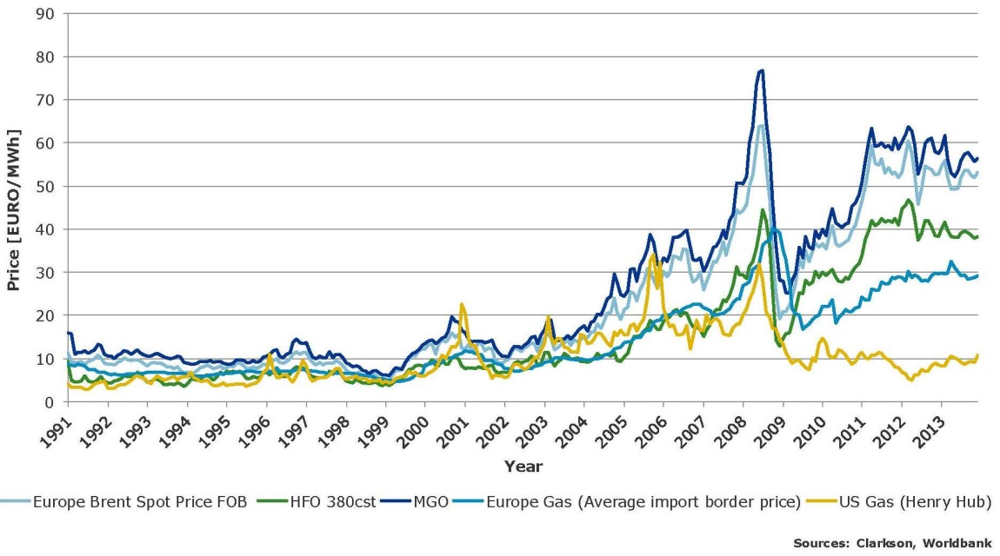 90
80
70
60
50
40
30
20
10
0
Price [EURO/MWh]
1991 1992 1993 1994 1995 1996 1997 1998 1999 2000 2001 2002 2003 2004 2005 2006 2007 2008 2009 2010 2011 2012 2013
Year
Europe Brent Spot Price FOB HFO 380cst MGO Europe Gas (Average import border price) US Gas (Henry Hub)
Sources: Clarkson, Worldbank